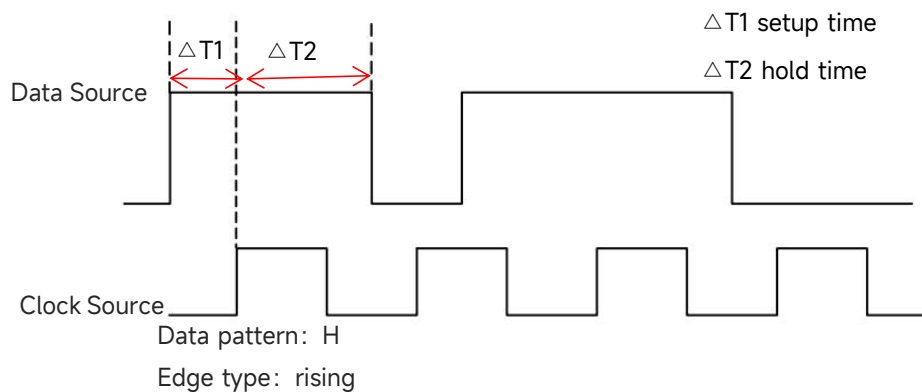 △T1
△T2
△T1 setup time
△T2 hold time
Data Source
Clock Source
Data pattern：H
Edge type：rising